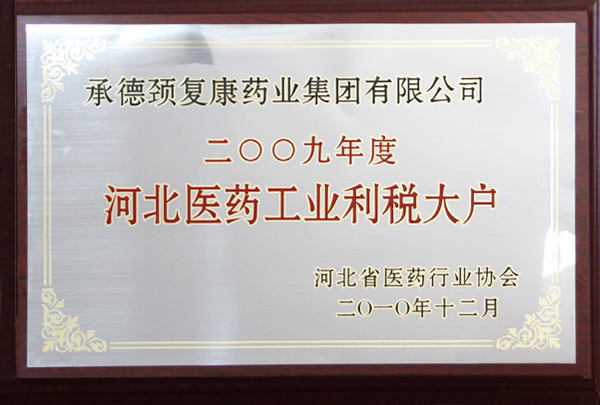 承德颈复康药业集团有限公司
二〇〇九年度
河北医药工业利税大户
河北省医药行业协会
二〇一〇年十二月